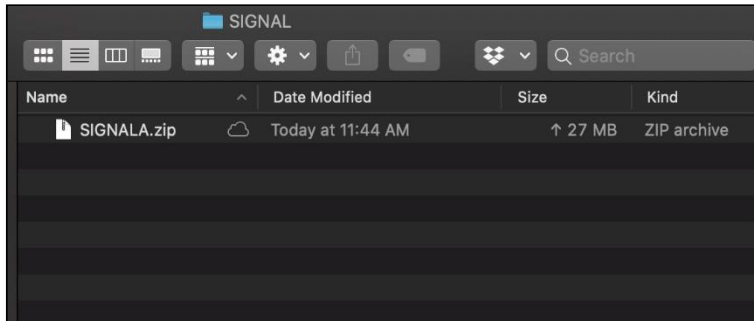 SIGNAL
Search
Name Date Modified Size Kind
SIGNALA.zip Today at 11:44 AM ↑ 27 MB ZIP archive